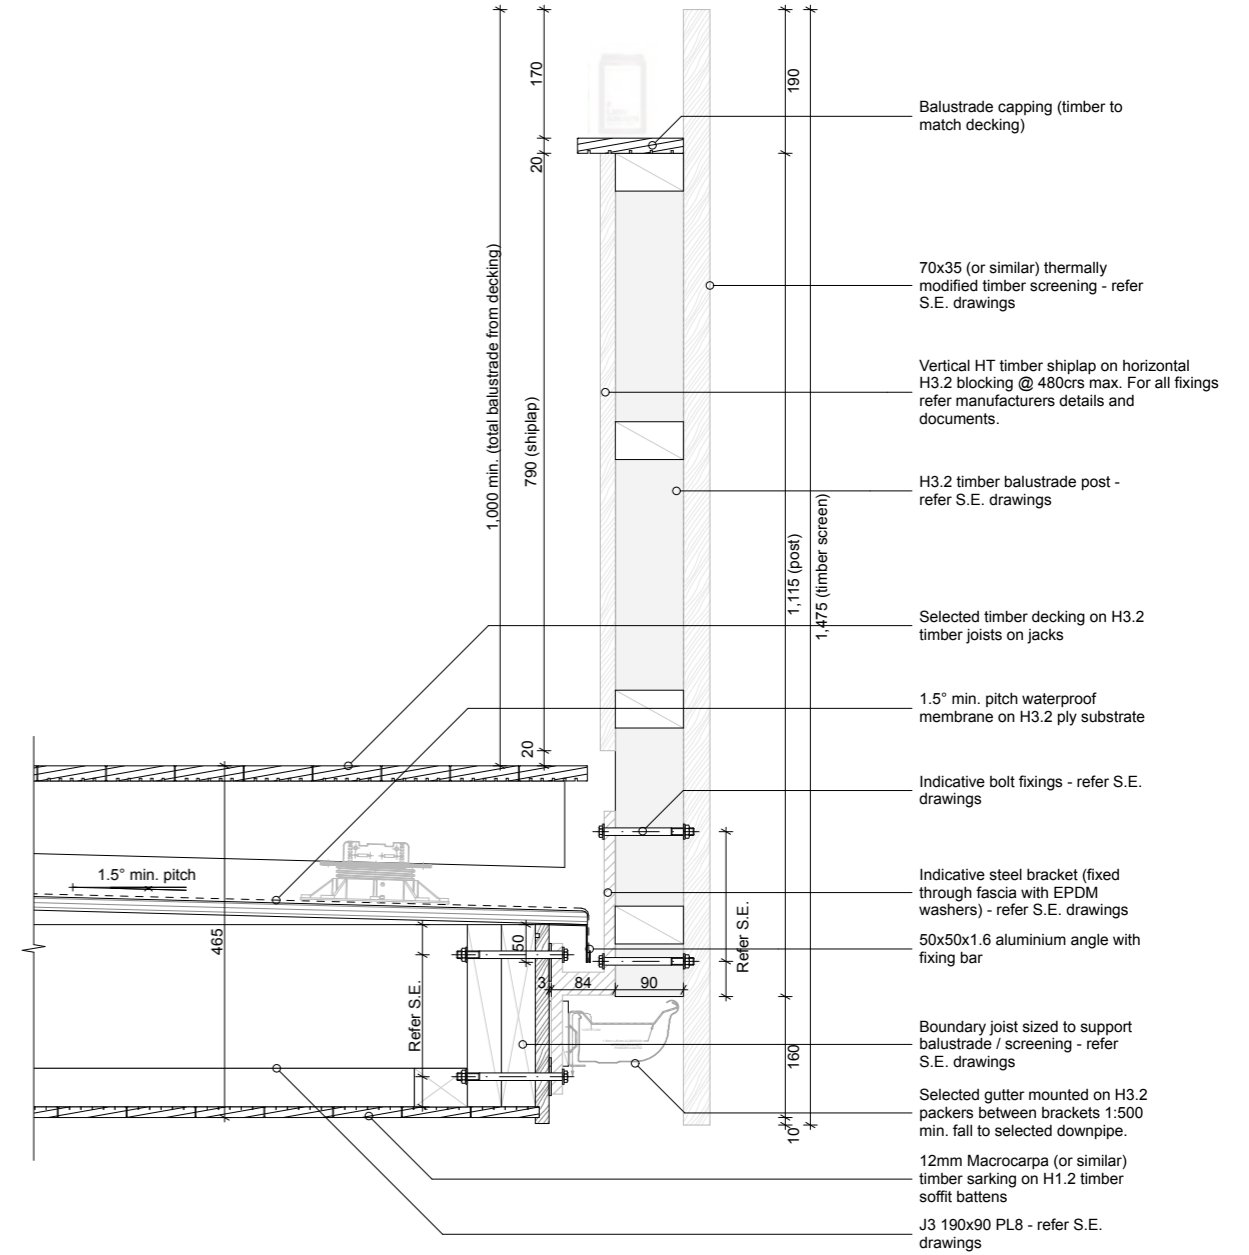 170
190
20
Balustrade capping (timber to
match decking)
1,000 min. (total balustrade from decking)
790 (shiplap)
70x35 (or similar) thermally
modified timber screening - refer
S.E. drawings
Vertical HT timber shiplap on horizontal
H3.2 blocking @ 480crs max. For all fixings
refer manufacturers details and
documents.
H3.2 timber balustrade post -
refer S.E. drawings
1,115 (post)
1,475 (timber screen)
Selected timber decking on H3.2
timber joists on jacks
1.5° min. pitch waterproof
membrane on H3.2 ply substrate
20
Indicative bolt fixings - refer S.E.
drawings
1.5° min. pitch
Indicative steel bracket (fixed
through fascia with EPDM
washers) - refer S.E. drawings
465
50
Refer S.E.
50x50x1.6 aluminium angle with
fixing bar
3
84
90
Refer S.E.
Boundary joist sized to support
balustrade / screening - refer
S.E. drawings
160
Selected gutter mounted on H3.2
packers between brackets 1:500
min. fall to selected downpipe.
10
12mm Macrocarpa (or similar)
timber sarking on H1.2 timber
soffit battens
J3 190x90 PL8 - refer S.E.
drawings